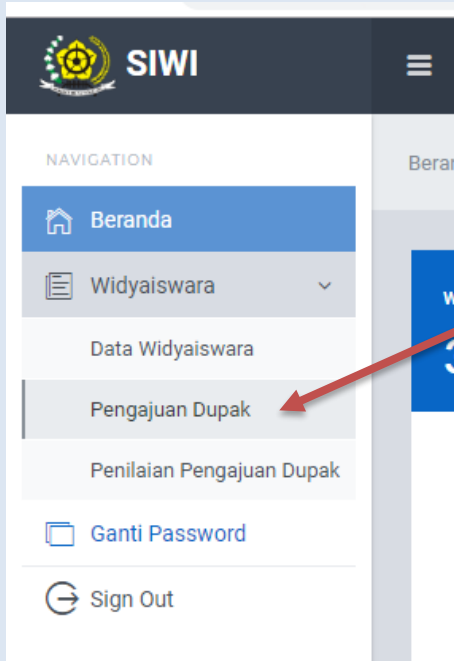 SIWI
NAVIGATION
Beranda
Widyaiswara
Data Widyaiswara
Pengajuan Dupak
Penilaian Pengajuan Dupak
Ganti Password
Sign Out